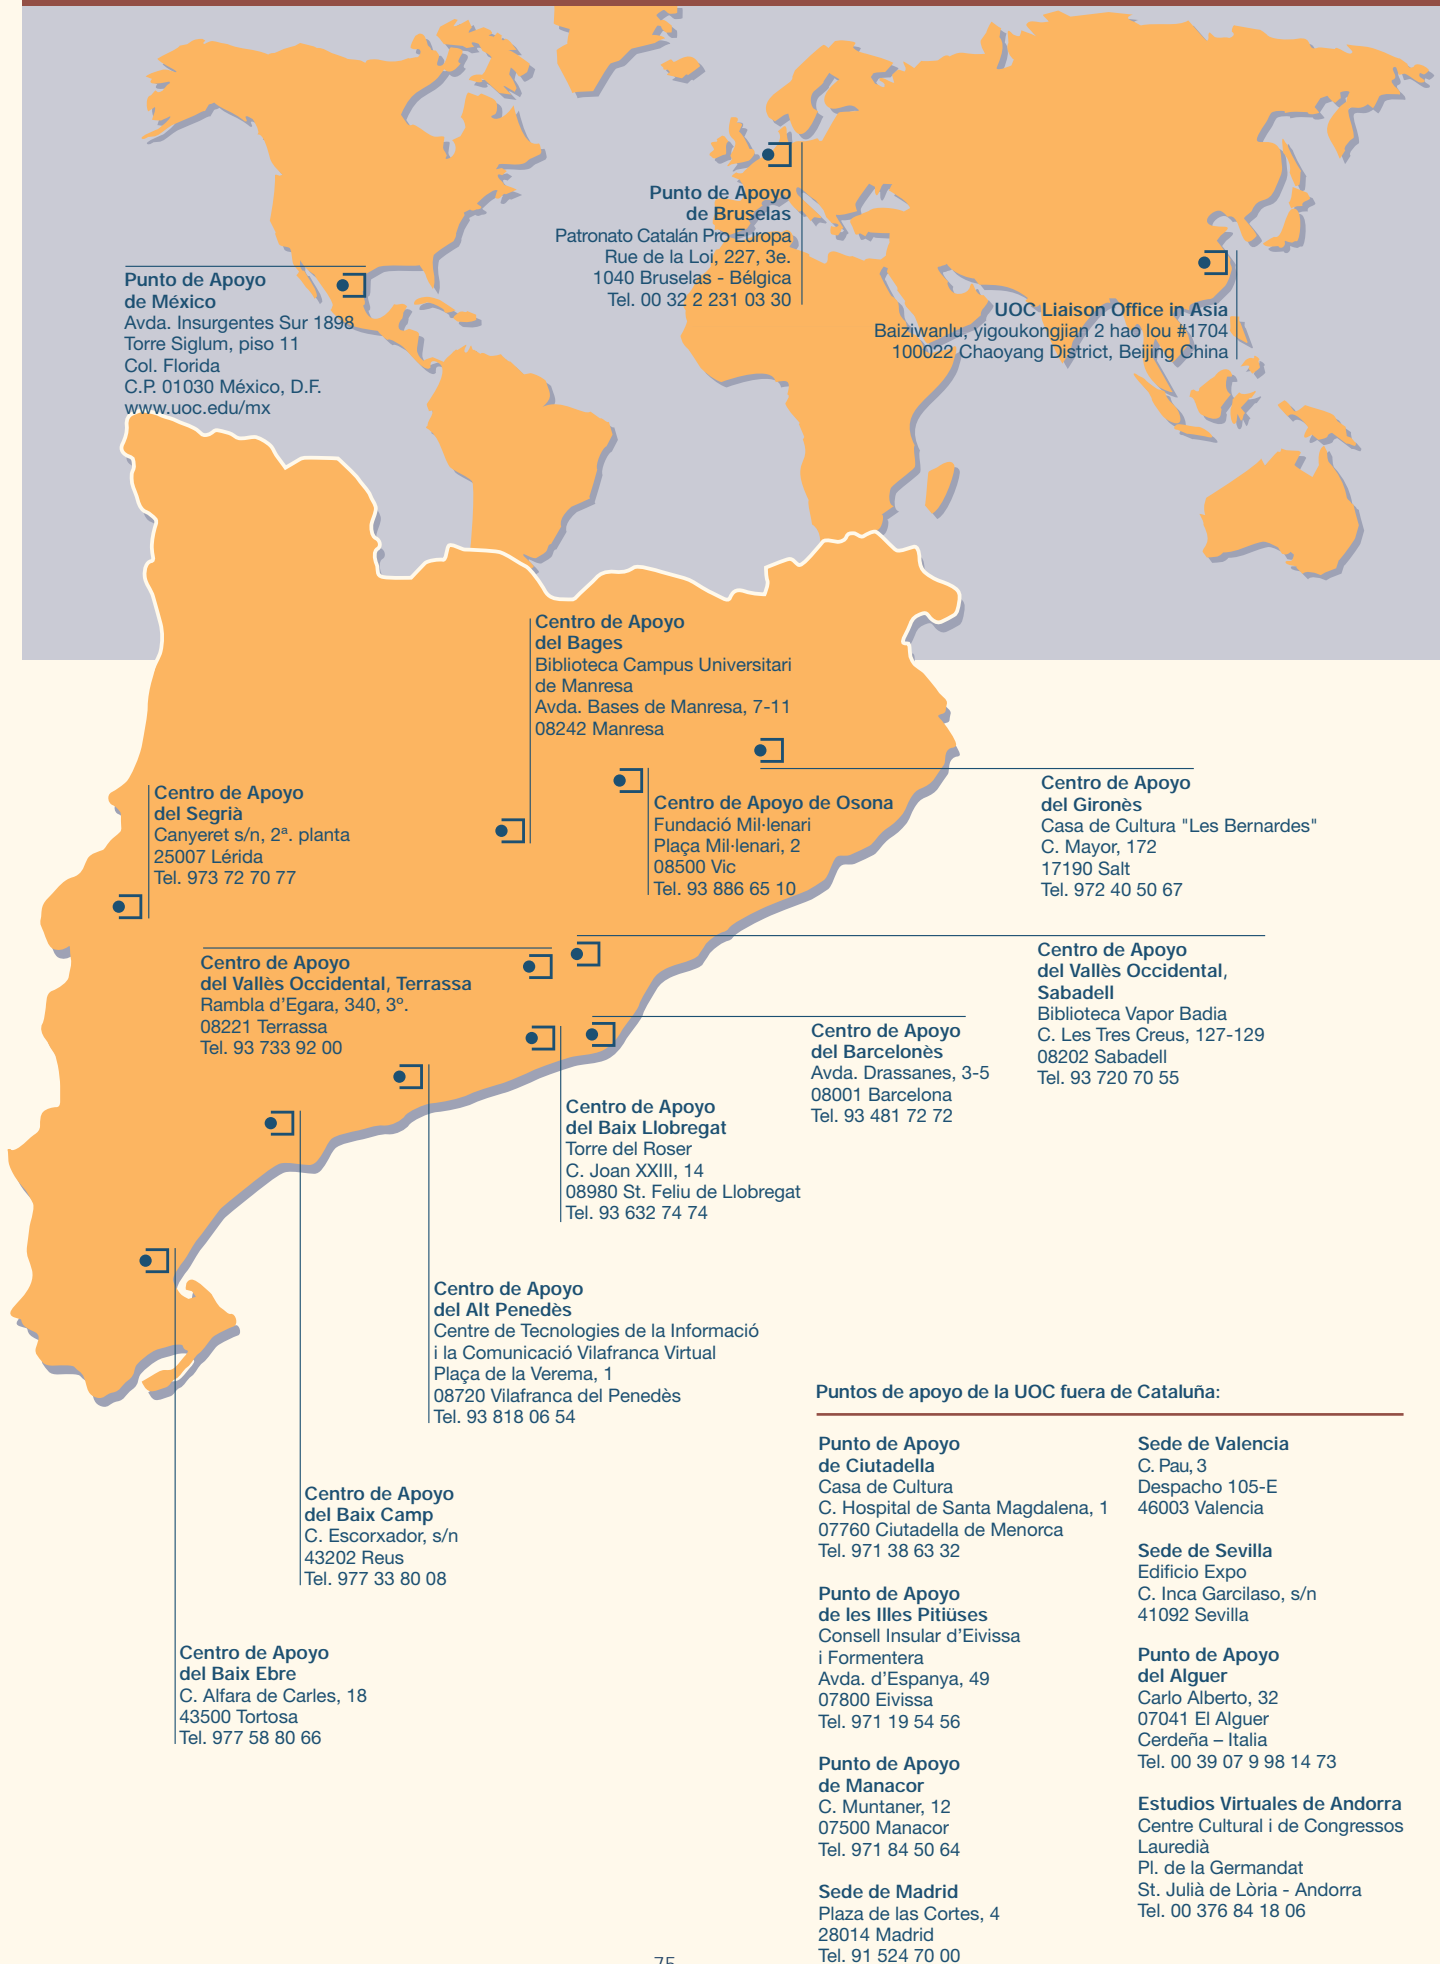 Punto de Apoyo
de Bruselas
Patronato Catalán Pro Europa
Rue de la Loi, 227, 3e.
1040 Bruselas - Bélgica
Tel. 00 32 2 231 03 30
Punto de Apoyo
de México
Avda. Insurgentes Sur 1898
Torre Siglum, piso 11
Col. Florida
C.P. 01030 México, D.F.
www.uoc.edu/mx
UOC Liaison Office in Asia
Baiziwanlu, yigoukongjian 2 hao lou #1704
100022 Chaoyang District, Beijing China
Centro de Apoyo
del Bages
Biblioteca Campus Universitari
de Manresa
Avda. Bases de Manresa, 7-11
08242 Manresa
Centro de Apoyo
del Segrià
Canyeret s/n, 2ª. planta
25007 Lérida
Tel. 973 72 70 77
Centro de Apoyo de Osona
Fundació Mil·lenari
Plaça Mil·lenari, 2
08500 Vic
Tel. 93 886 65 10
Centro de Apoyo
del Gironès
Casa de Cultura "Les Bernardes"
C. Mayor, 172
17190 Salt
Tel. 972 40 50 67
Centro de Apoyo
del Vallès Occidental, Terrassa
Rambla d’Egara, 340, 3º.
08221 Terrassa
Tel. 93 733 92 00
Centro de Apoyo
del Vallès Occidental,
Sabadell
Biblioteca Vapor Badia
C. Les Tres Creus, 127-129
08202 Sabadell
Tel. 93 720 70 55
Centro de Apoyo
del Barcelonès
Avda. Drassanes, 3-5
08001 Barcelona
Tel. 93 481 72 72
Centro de Apoyo
del Baix Llobregat
Torre del Roser
C. Joan XXIII, 14
08980 St. Feliu de Llobregat
Tel. 93 632 74 74
Centro de Apoyo
del Alt Penedès
Centre de Tecnologies de la Informació
i la Comunicació Vilafranca Virtual
Plaça de la Verema, 1
08720 Vilafranca del Penedès
Tel. 93 818 06 54
Centro de Apoyo
del Baix Camp
C. Escorxador, s/n
43202 Reus
Tel. 977 33 80 08
Centro de Apoyo
del Baix Ebre
C. Alfara de Carles, 18
43500 Tortosa
Tel. 977 58 80 66
Puntos de apoyo de la UOC fuera de Cataluña:
Punto de Apoyo
de Ciutadella
Casa de Cultura
C. Hospital de Santa Magdalena, 1
07760 Ciutadella de Menorca
Tel. 971 38 63 32
Punto de Apoyo
de les Illes Pitiüses
Consell Insular d’Eivissa
i Formentera
Avda. d’Espanya, 49
07800 Eivissa
Tel. 971 19 54 56
Punto de Apoyo
de Manacor
C. Muntaner, 12
07500 Manacor
Tel. 971 84 50 64
Sede de Madrid
Plaza de las Cortes, 4
28014 Madrid
Tel. 91 524 70 00
Sede de Valencia
C. Pau, 3
Despacho 105-E
46003 Valencia
Sede de Sevilla
Edificio Expo
C. Inca Garcilaso, s/n
41092 Sevilla
Punto de Apoyo
del Alguer
Carlo Alberto, 32
07041 El Alguer
Cerdeña – Italia
Tel. 00 39 07 9 98 14 73
Estudios Virtuales de Andorra
Centre Cultural i de Congressos
Lauredià
Pl. de la Germandat
St. Julià de Lòria - Andorra
Tel. 00 376 84 18 06
75